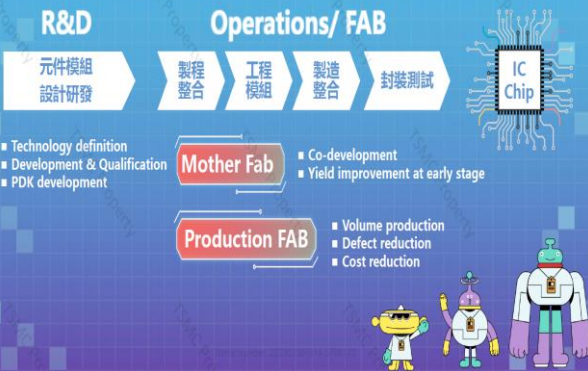 R&D
Operations/ FAB
元件模組
設計研發
製程
整合
工程
模組
製造
整合
封裝測試
IC
Chip
■ Technology definition
■ Development & Qualification
■ PDK development
Mother Fab
■ Co-development
■ Yield improvement at early stage
Production FAB
■ Volume production
■ Defect reduction
■ Cost reduction
TSMC Property